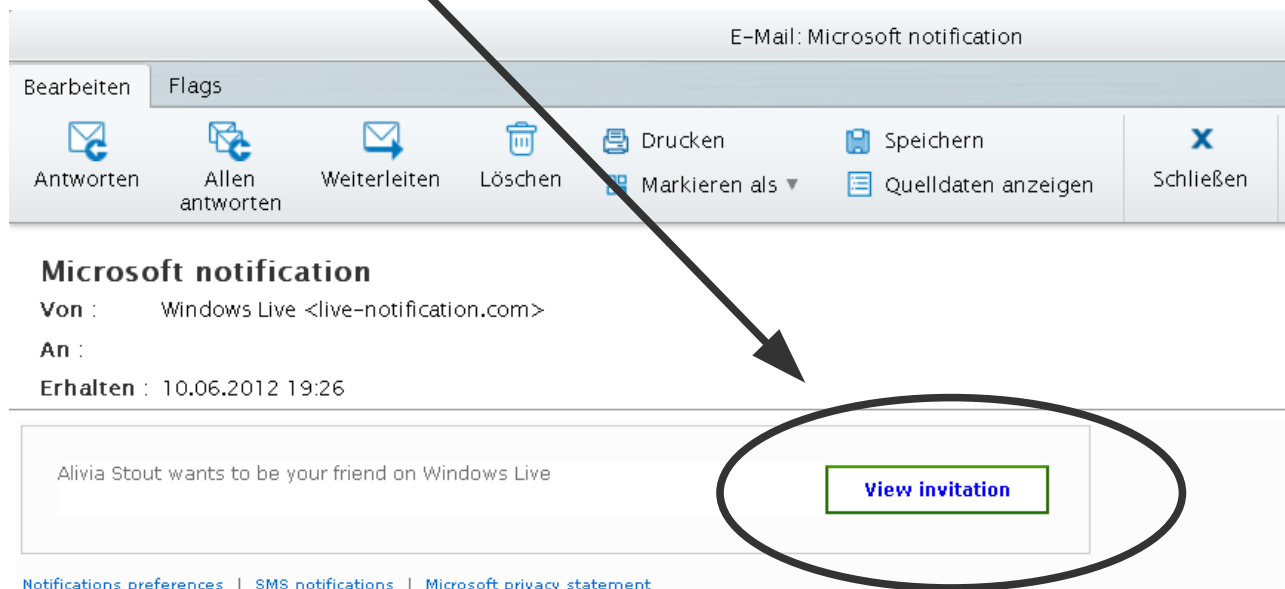 E-Mail: Microsoft notification
Bearbeiten Flags
Antworten Allen antworten Weiterleiten Löschen Drucken Speichern Schließen
Markieren als Quelldaten anzeigen
Microsoft notification
Von : Windows Live <live-notification.com>
An :
Erhalten : 10.06.2012 19:26
Alivia Stout wants to be your friend on Windows Live
View invitation
Notifications preferences | SMS notifications | Microsoft privacy statement